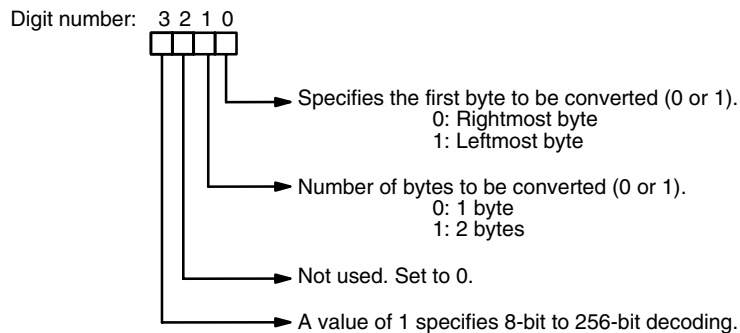 Digit number: 3 2 1 0
Specifies the first byte to be converted (0 or 1).
0: Rightmost byte
1: Leftmost byte
Number of bytes to be converted (0 or 1).
0: 1 byte
1: 2 bytes
Not used. Set to 0.
A value of 1 specifies 8-bit to 256-bit decoding.